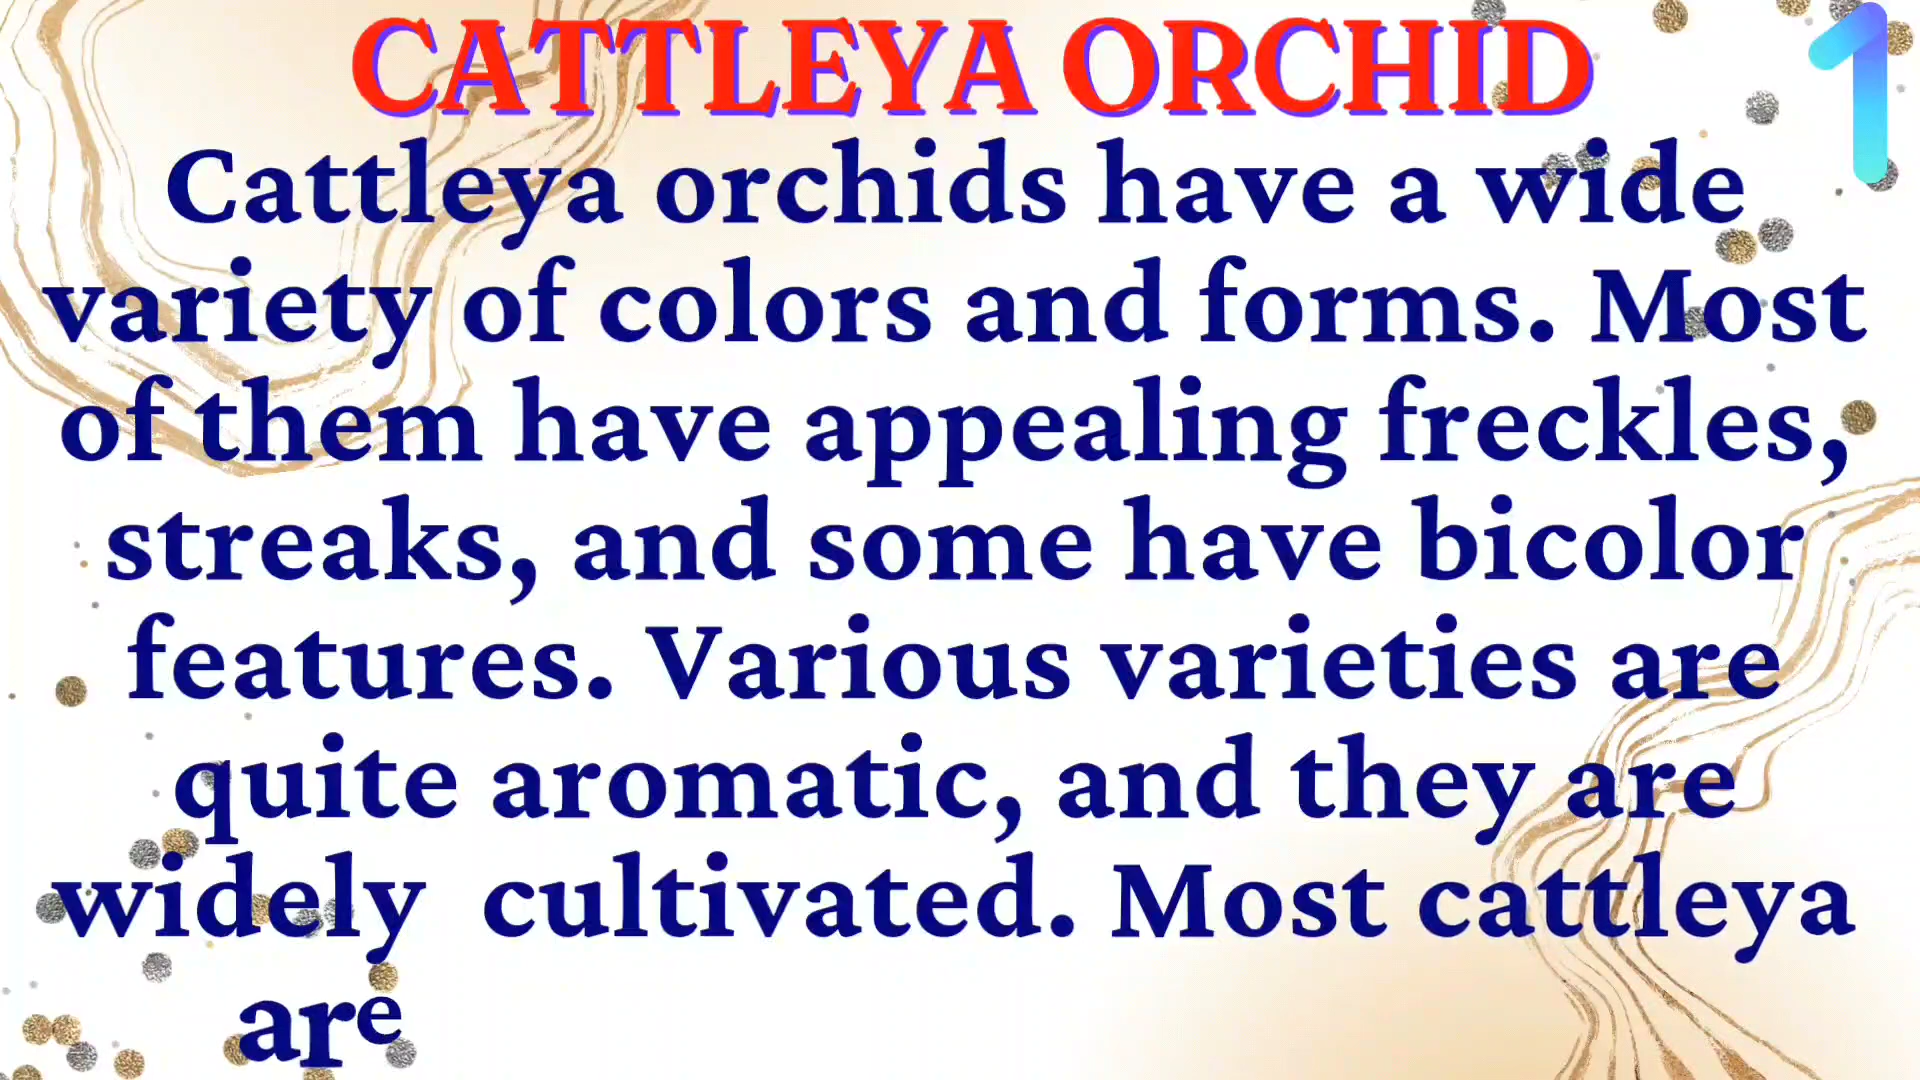 CATTLEYA ORCHID
1
Cattleya orchids have a wide
variety of colors and forms. Most
of them have appealing freckles,
streaks, and some have bicolor
features. Various varieties are
quite aromatic, and they are
widely cultivated. Most cattleya
are